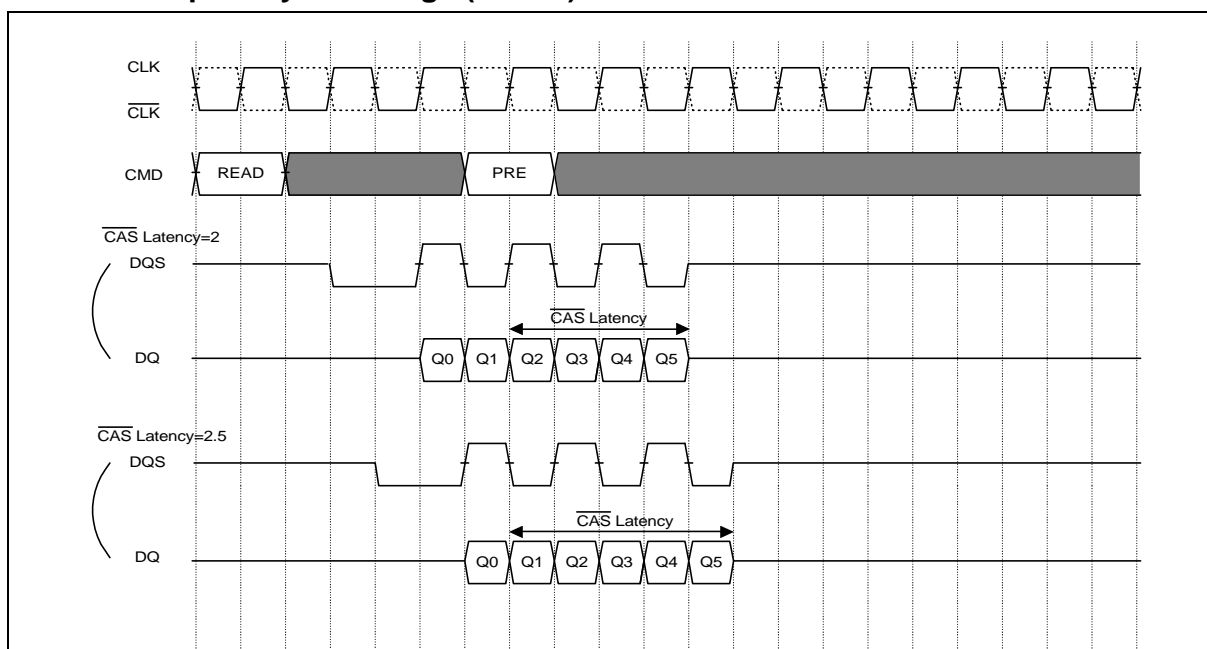 CLK
CLK
CMD
READ
PRE
CAS Latency=2
DQS
CAS Latency
DQ
Q0 Q1 Q2 Q3 Q4 Q5
CAS Latency=2.5
DQS
CAS Latency
DQ
Q0 Q1 Q2 Q3 Q4 Q5